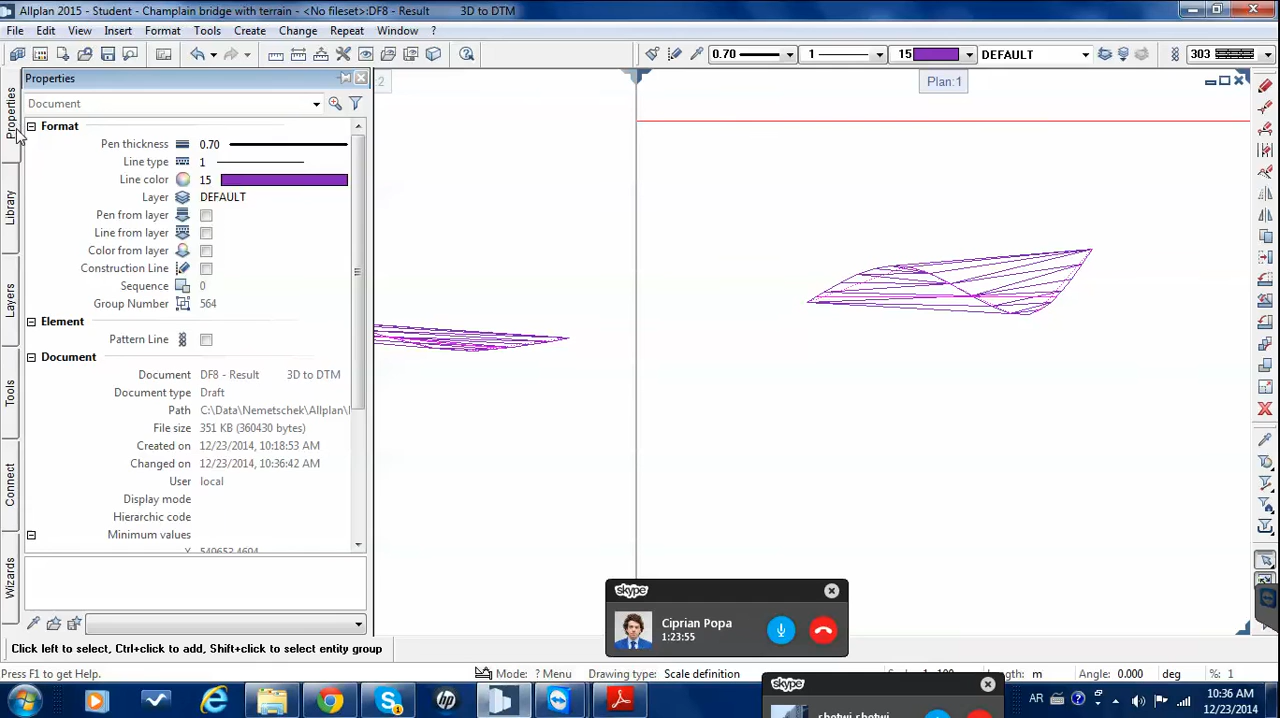 Allplan 2015 - Student - Champlain bridge with terrain - <No fileset>:DF8 - Result 3D to DTM
File Edit View Insert Format Tools Create Change Repeat Window ?
0.70 1 15 DEFAULT 303
Properties
Document
Format
Pen thickness 0.70
Line type 1
Line color 15
Layer DEFAULT
Pen from layer
Line from layer
Color from layer
Construction Line
Sequence 0
Group Number 564
Element
Pattern Line
Document
Document DF8 - Result 3D to DTM
Document type Draft
Path C:\Data\Nemetschek\Allplan\
File size 351 KB (360430 bytes)
Created on 12/23/2014, 10:18:53 AM
Changed on 12/23/2014, 10:36:42 AM
User local
Display mode
Hierarchic code
Minimum values
Properties
Library
Layers
Tools
Connect
Wizards
2
Plan:1
skype
Ciprian Popa
1:23:55
Click left to select, Ctrl+click to add, Shift+click to select entity group
Press F1 to get Help.
Mode: ? Menu Drawing type: Scale definition
m Angle: 0.000 %: 1
skype
AR
10:36 AM
12/23/2014